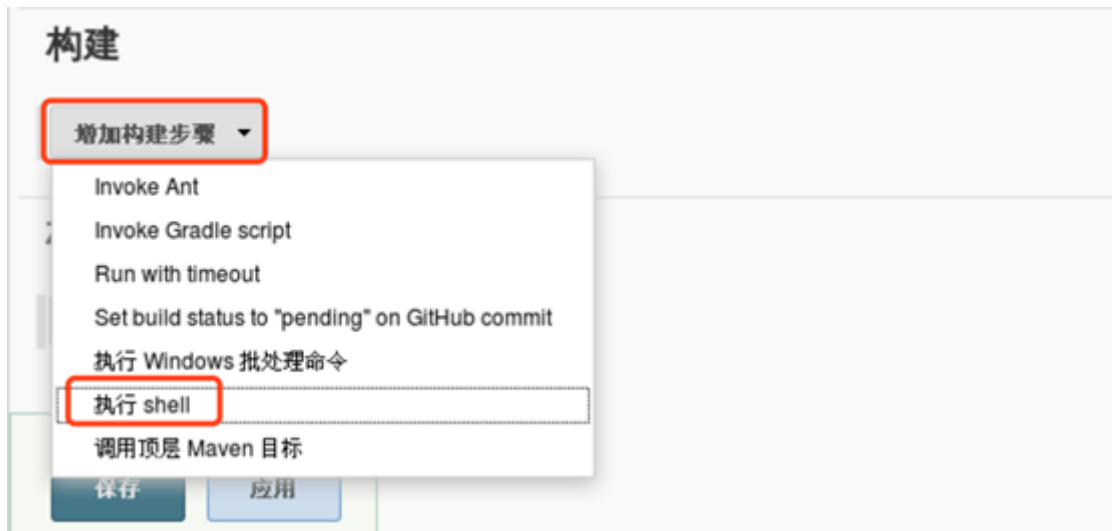 构建
增加构建步骤
Invoke Ant
Invoke Gradle script
Run with timeout
Set build status to "pending" on GitHub commit
执行 Windows 批处理命令
执行 shell
调用顶层 Maven 目标
保存 应用